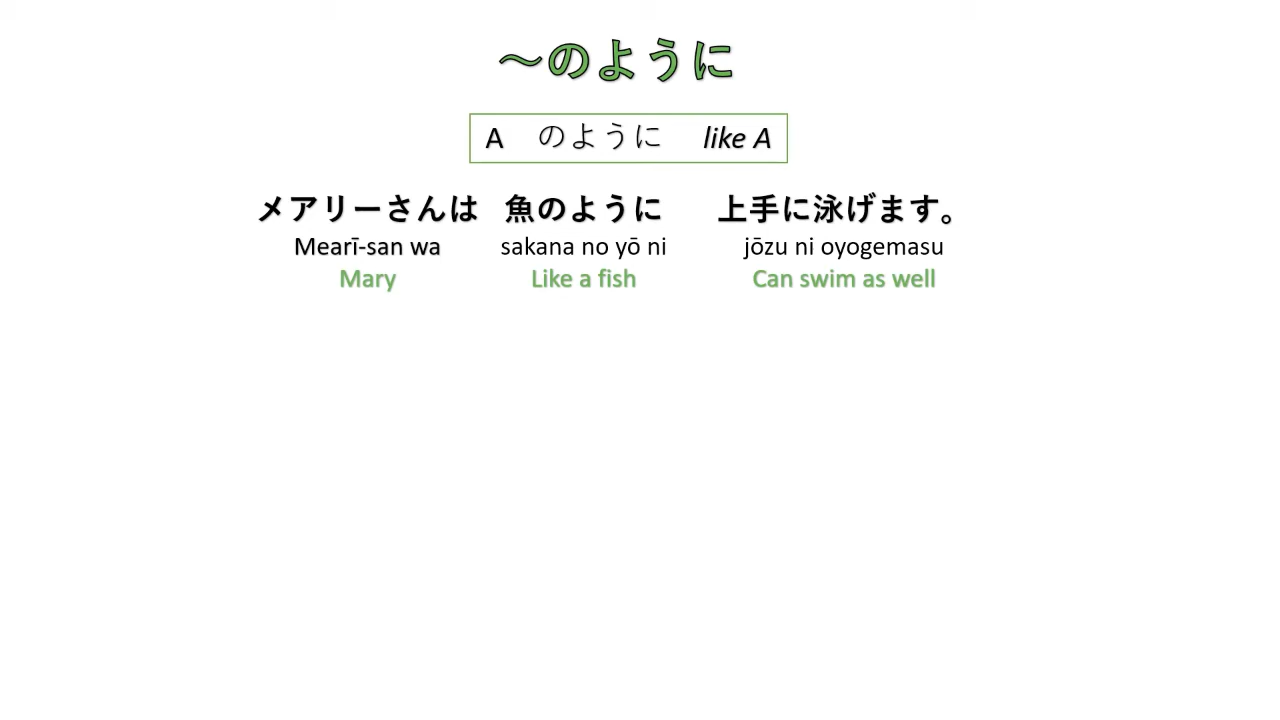 ～のように
A のように like A
メアリーさんは 魚のように 上手に泳げます。
Mearī-san wa sakana no yō ni jōzu ni oyogemasu
Mary Like a fish Can swim as well